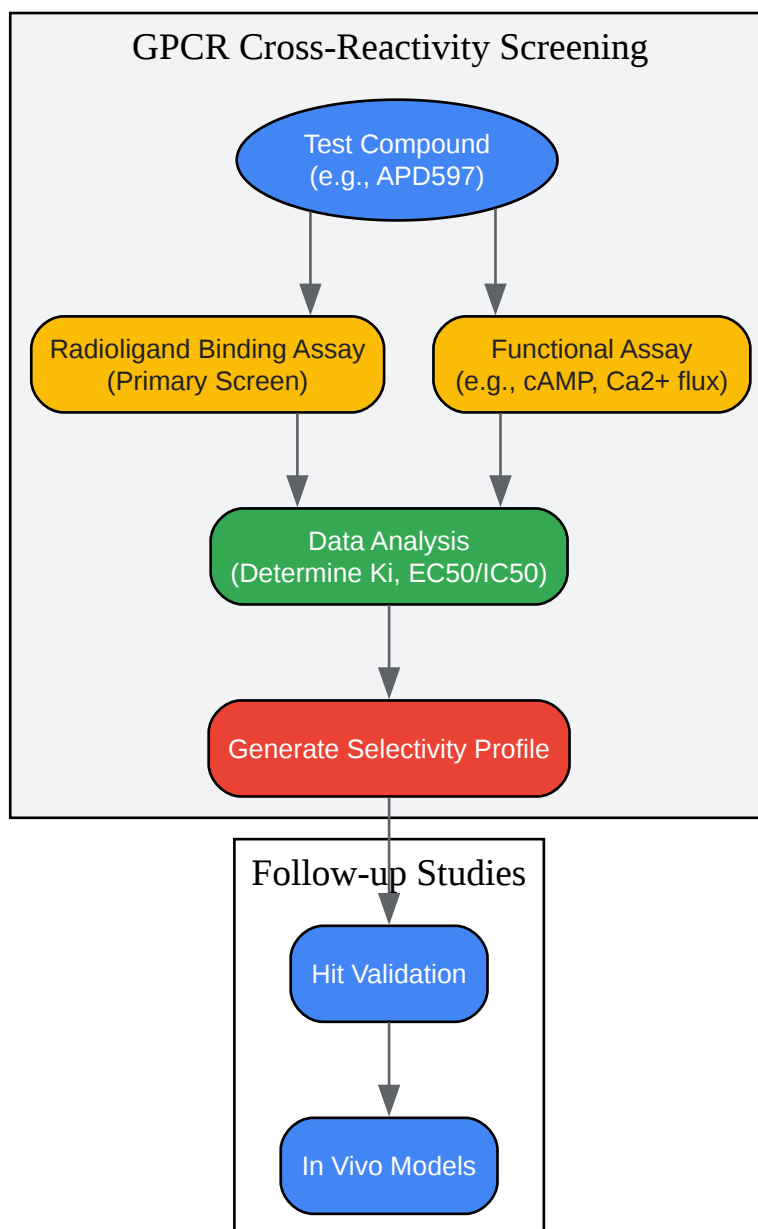 GPCR Cross-Reactivity Screening
Test Compound
(e.g., APD597)
Radioligand Binding Assay
(Primary Screen)
Functional Assay
(e.g., cAMP, Ca2+ flux)
Data Analysis
(Determine Ki, EC50/IC50)
Generate Selectivity Profile
Follow-up Studies
Hit Validation
In Vivo Models